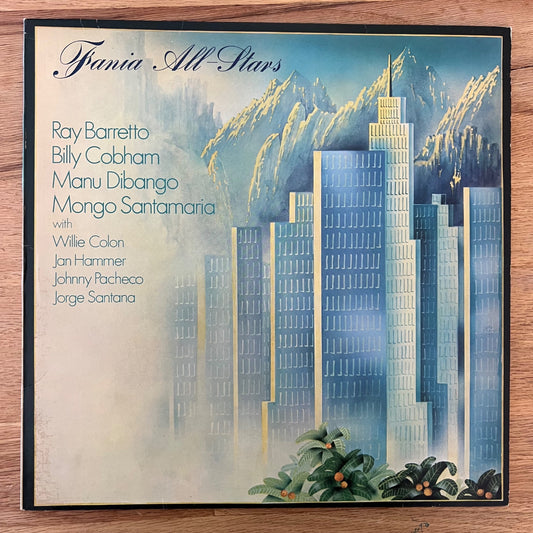 Fania All-Stars
Ray Barretto
Billy Cobham
Manu Dibango
Mongo Santamaria
with
Willie Colon
Jan Hammer
Johnny Pacheco
Jorge Santana